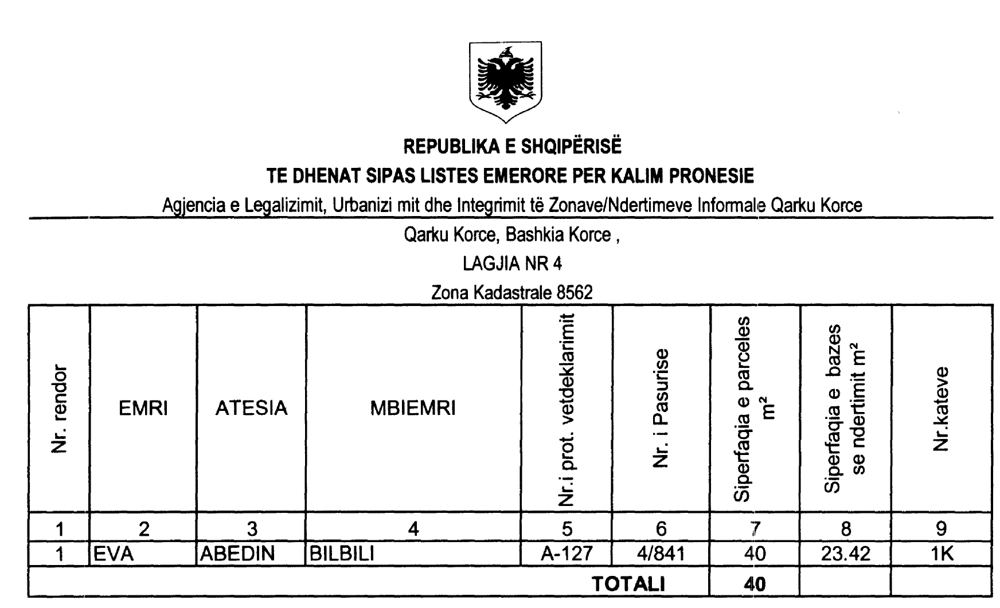 REPUBLIKA E SHQIPËRISË
TE DHENAT SIPAS LISTES EMERORE PER KALIM PRONESIE
Agjencia e Legalizimit, Urbanizi mit dhe Integrimit të Zonave/Ndertimeve Informale Qarku Korce
Qarku Korce, Bashkia Korce ,
LAGJIA NR 4
Zona Kadastrale 8562
Nr. rendor
EMRI
ATESIA
MBIEMRI
Nr.i prot. vetdeklarimit
Nr. i Pasurise
Siperfaqia e parceles
m²
Siperfaqia e bazes
se ndertimit m²
Nr.kateve
1 2 3 4 5 6 7 8 9
1 EVA ABEDIN BILBILI A-127 4/841 40 23.42 1K
TOTALI 40